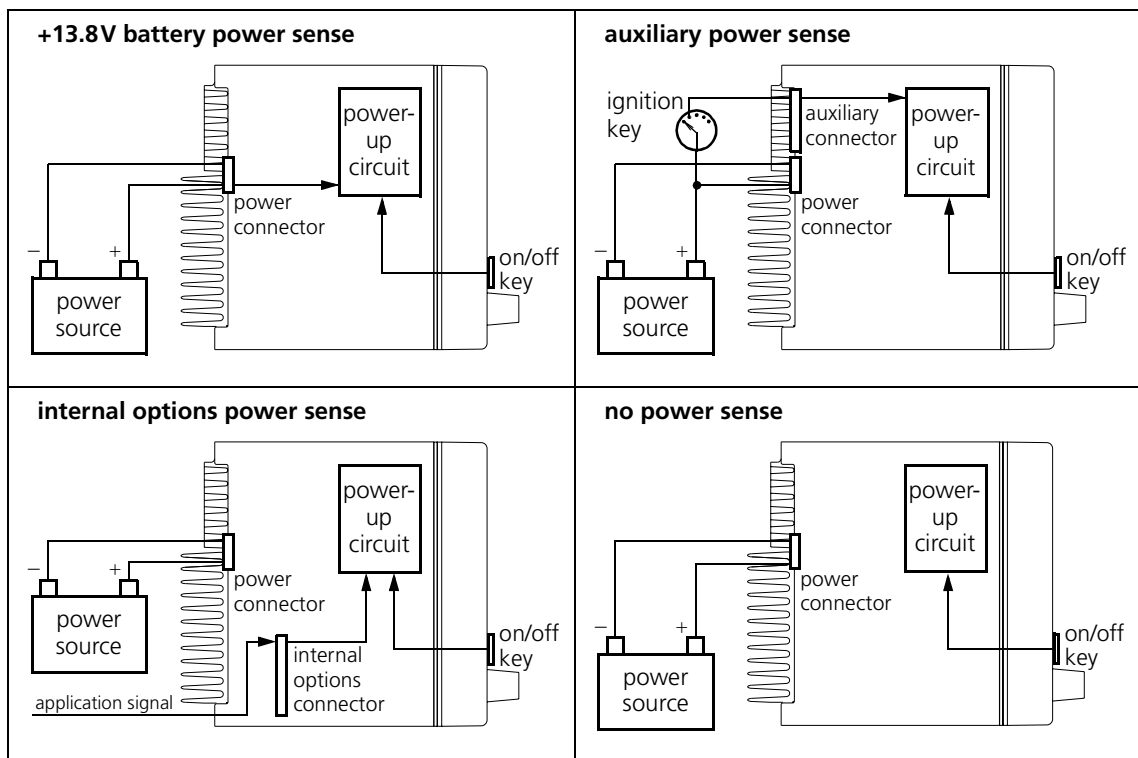 +13.8V battery power sense
power-
up
circuit
power
connector
–
+
power
source
on/off
key
auxiliary power sense
ignition
key
auxiliary
connector
power-
up
circuit
power
connector
–
+
power
source
on/off
key
internal options power sense
power-
up
circuit
–
+
power
connector
power
source
internal
options
connector
application signal
on/off
key
no power sense
power-
up
circuit
power
connector
–
+
power
source
on/off
key